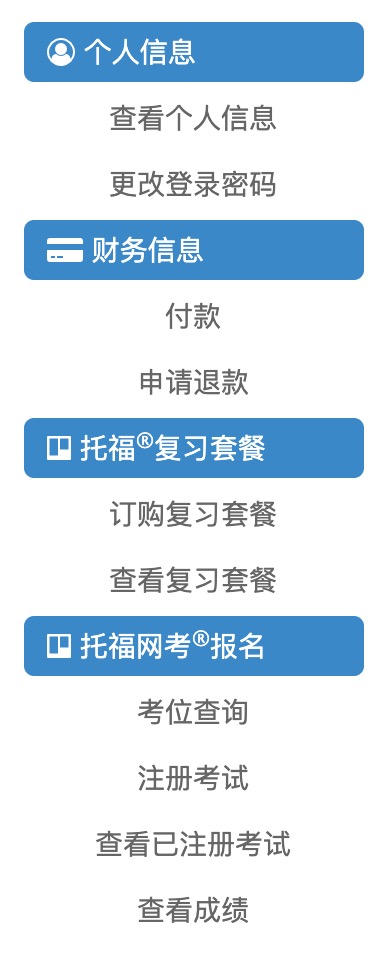 个人信息
查看个人信息
更改登录密码
财务信息
付款
申请退款
托福®复习套餐
订购复习套餐
查看复习套餐
托福网考®报名
考位查询
注册考试
查看已注册考试
查看成绩